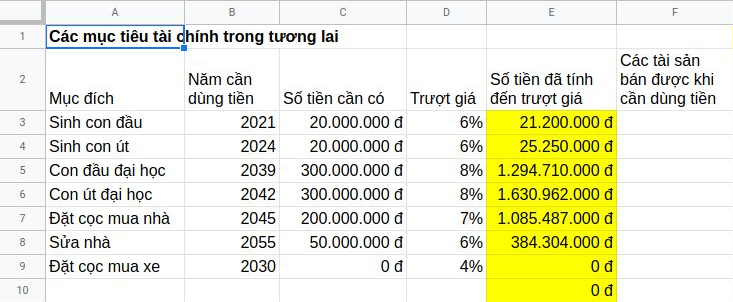 A B C D E F
1 Các mục tiêu tài chính trong tương lai
2 Mục đích Năm cần dùng tiền Số tiền cần có Trượt giá Số tiền đã tính đến trượt giá Các tài sản bán được khi cần dùng tiền
3 Sinh con đầu 2021 20.000.000 đ 6% 21.200.000 đ
4 Sinh con út 2024 20.000.000 đ 6% 25.250.000 đ
5 Con đầu đại học 2039 300.000.000 đ 8% 1.294.710.000 đ
6 Con út đại học 2042 300.000.000 đ 8% 1.630.962.000 đ
7 Đặt cọc mua nhà 2045 200.000.000 đ 7% 1.085.487.000 đ
8 Sửa nhà 2055 50.000.000 đ 6% 384.304.000 đ
9 Đặt cọc mua xe 2030 0 đ 4% 0 đ
10 0 đ